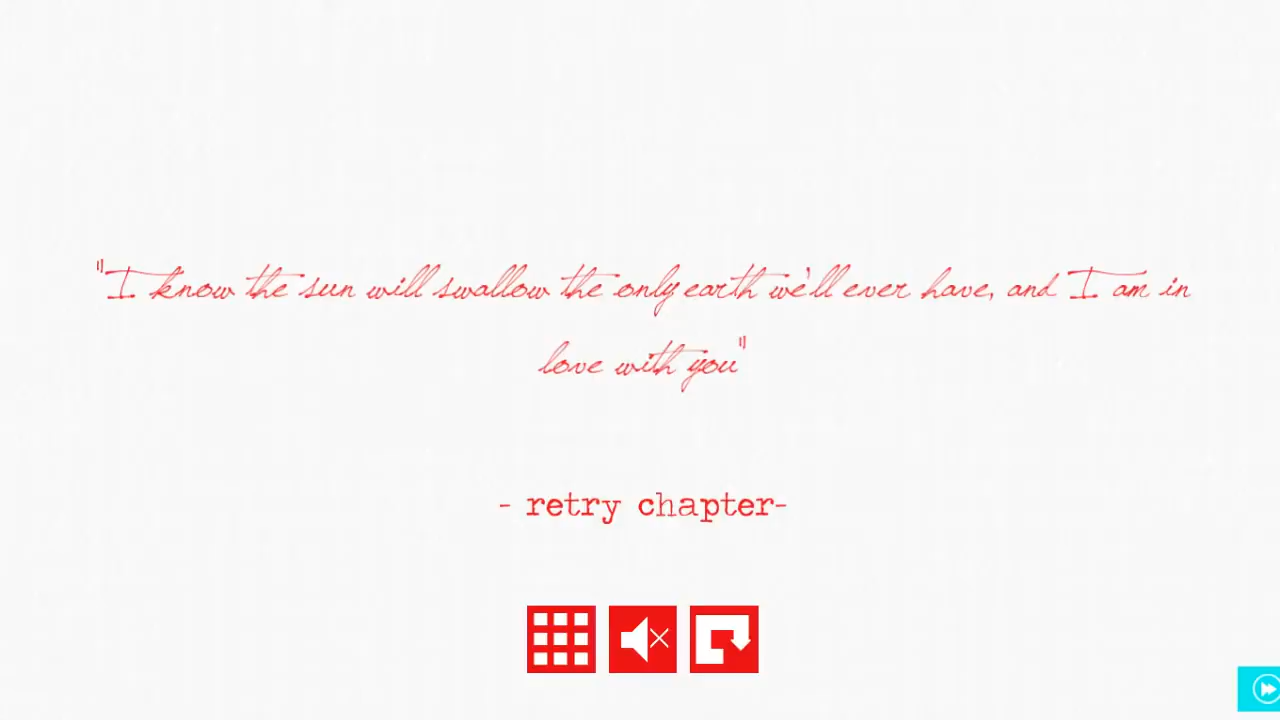 "I know the sun will swallow the only earth we'll ever have, and I am in
love with you"
- retry chapter-